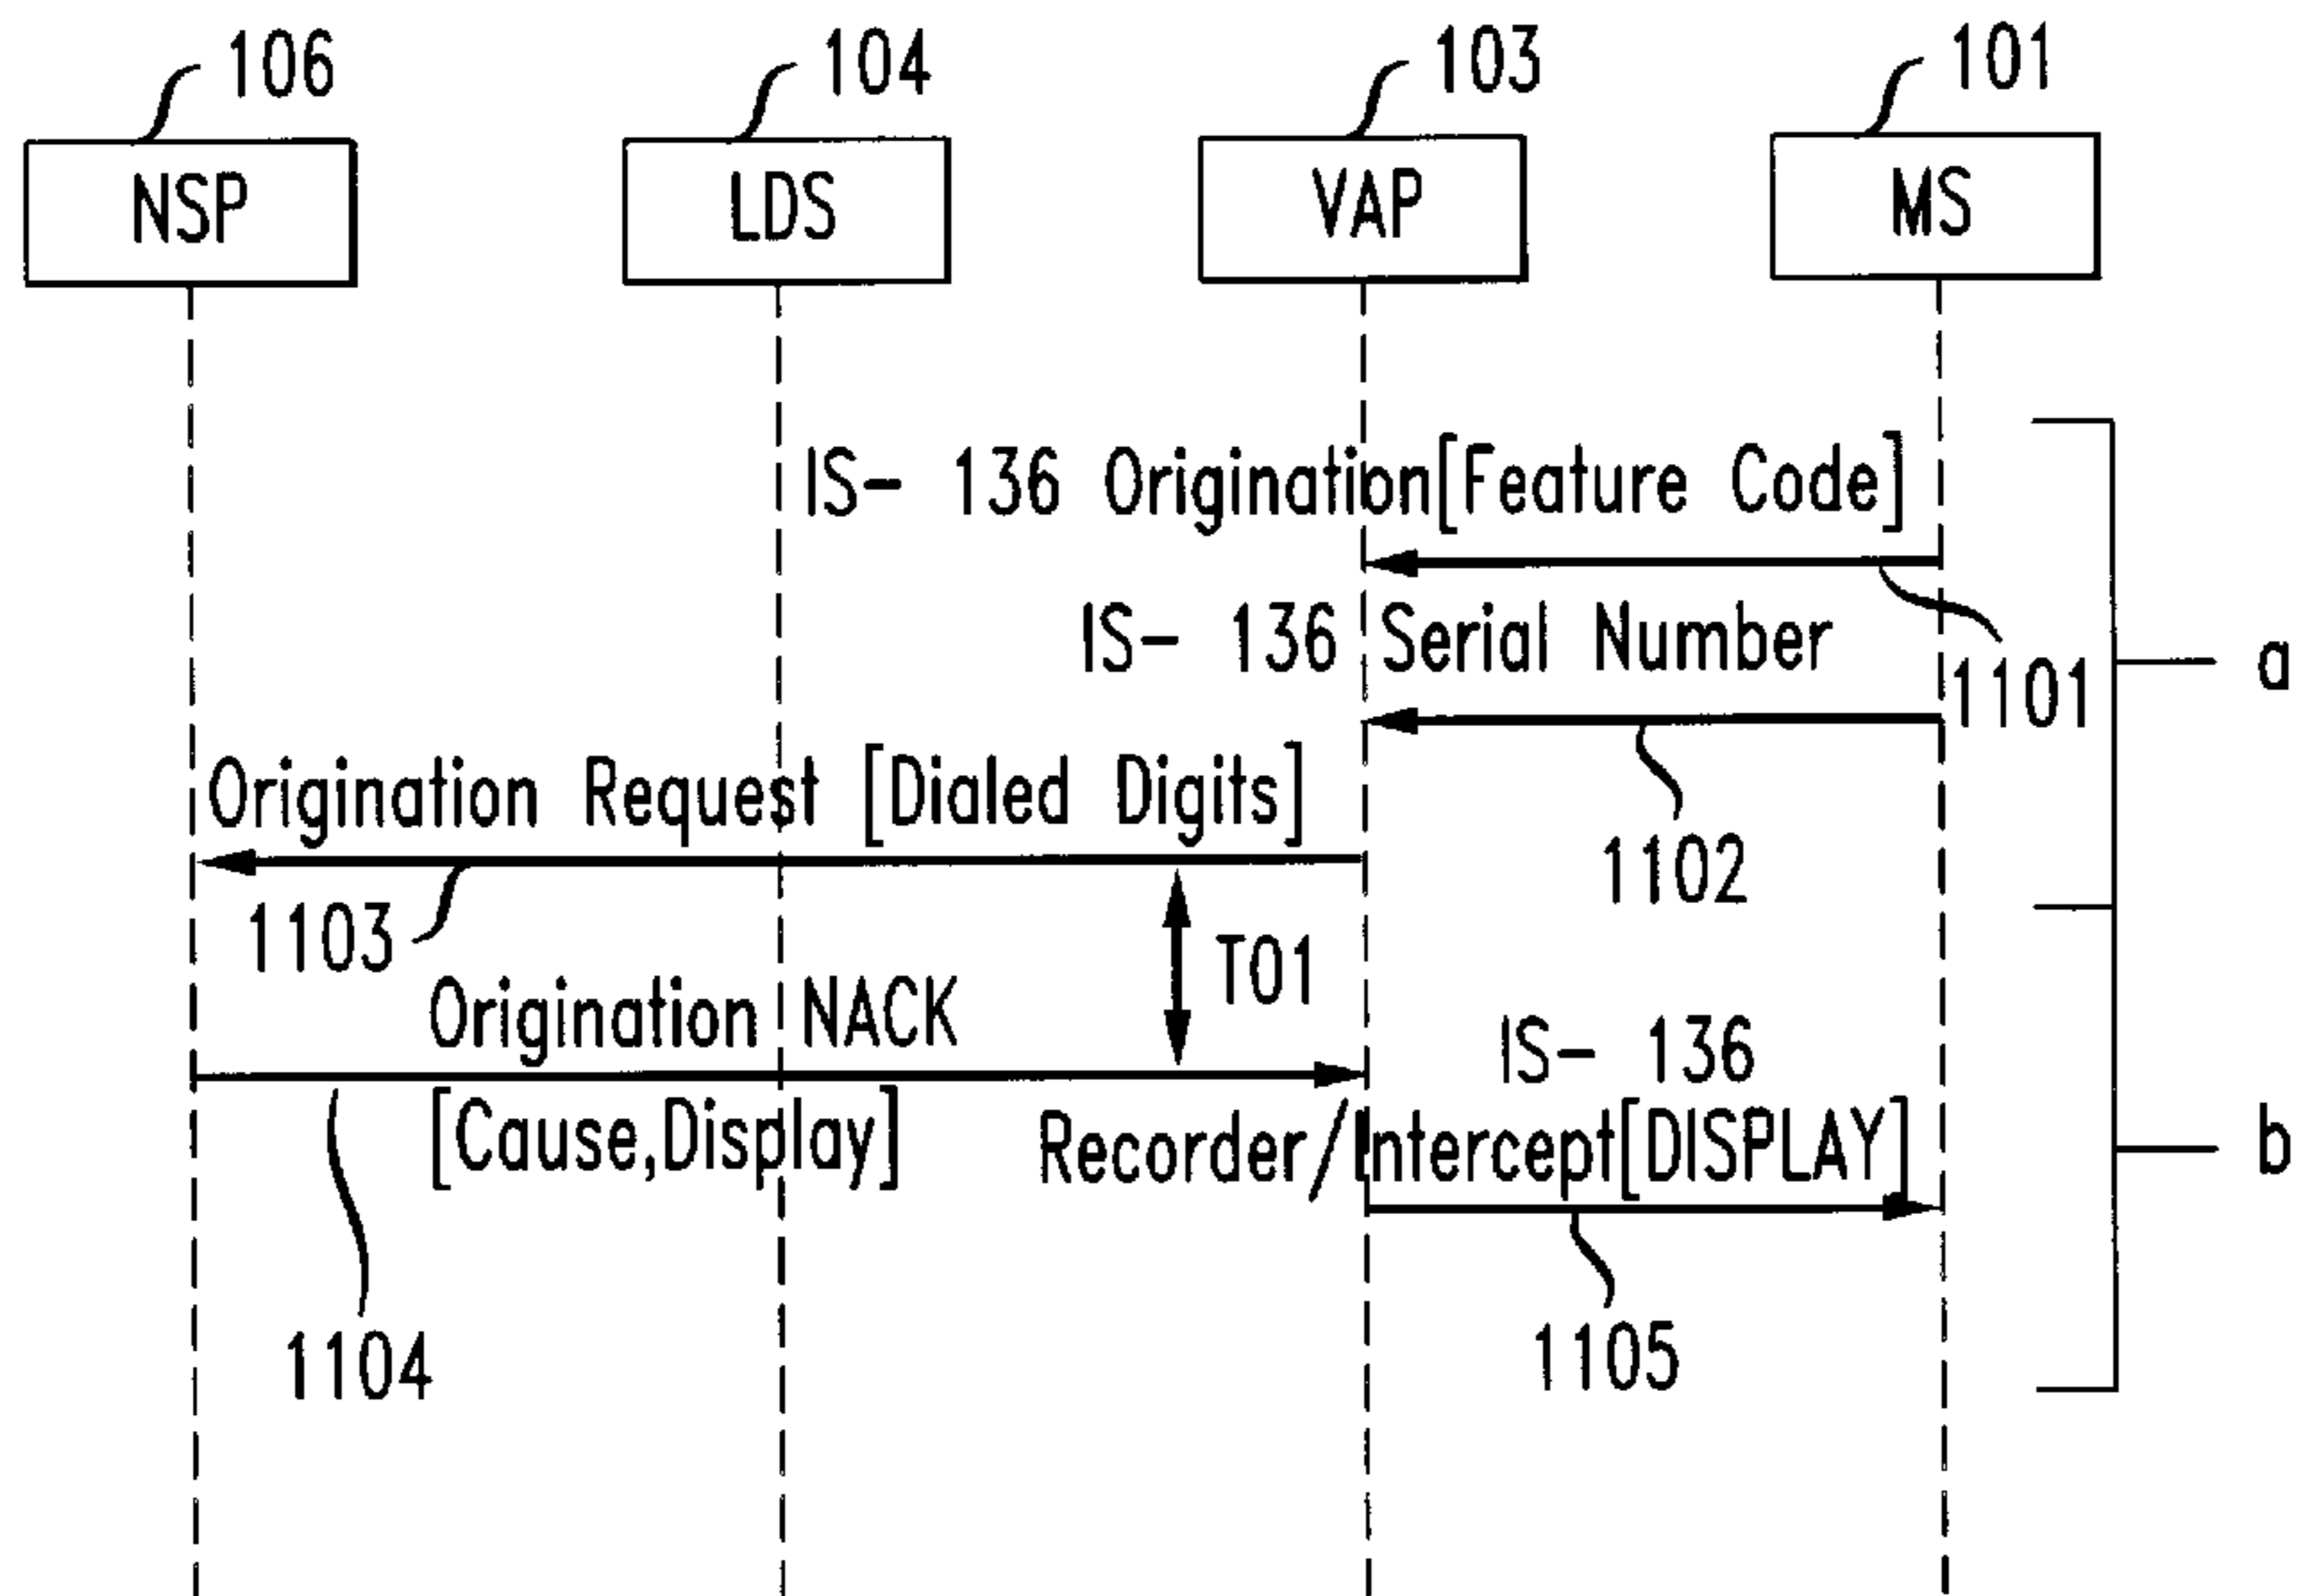 106
104
103
101
NSP
LDS
VAP
MS
IS- 136 Origination[Feature Code]
IS- 136 Serial Number
1101
a
Origination Request [Dialed Digits]
1102
1103
T01
Origination NACK
[Cause,Display]
IS- 136
Recorder/Intercept[DISPLAY]
b
1104
1105